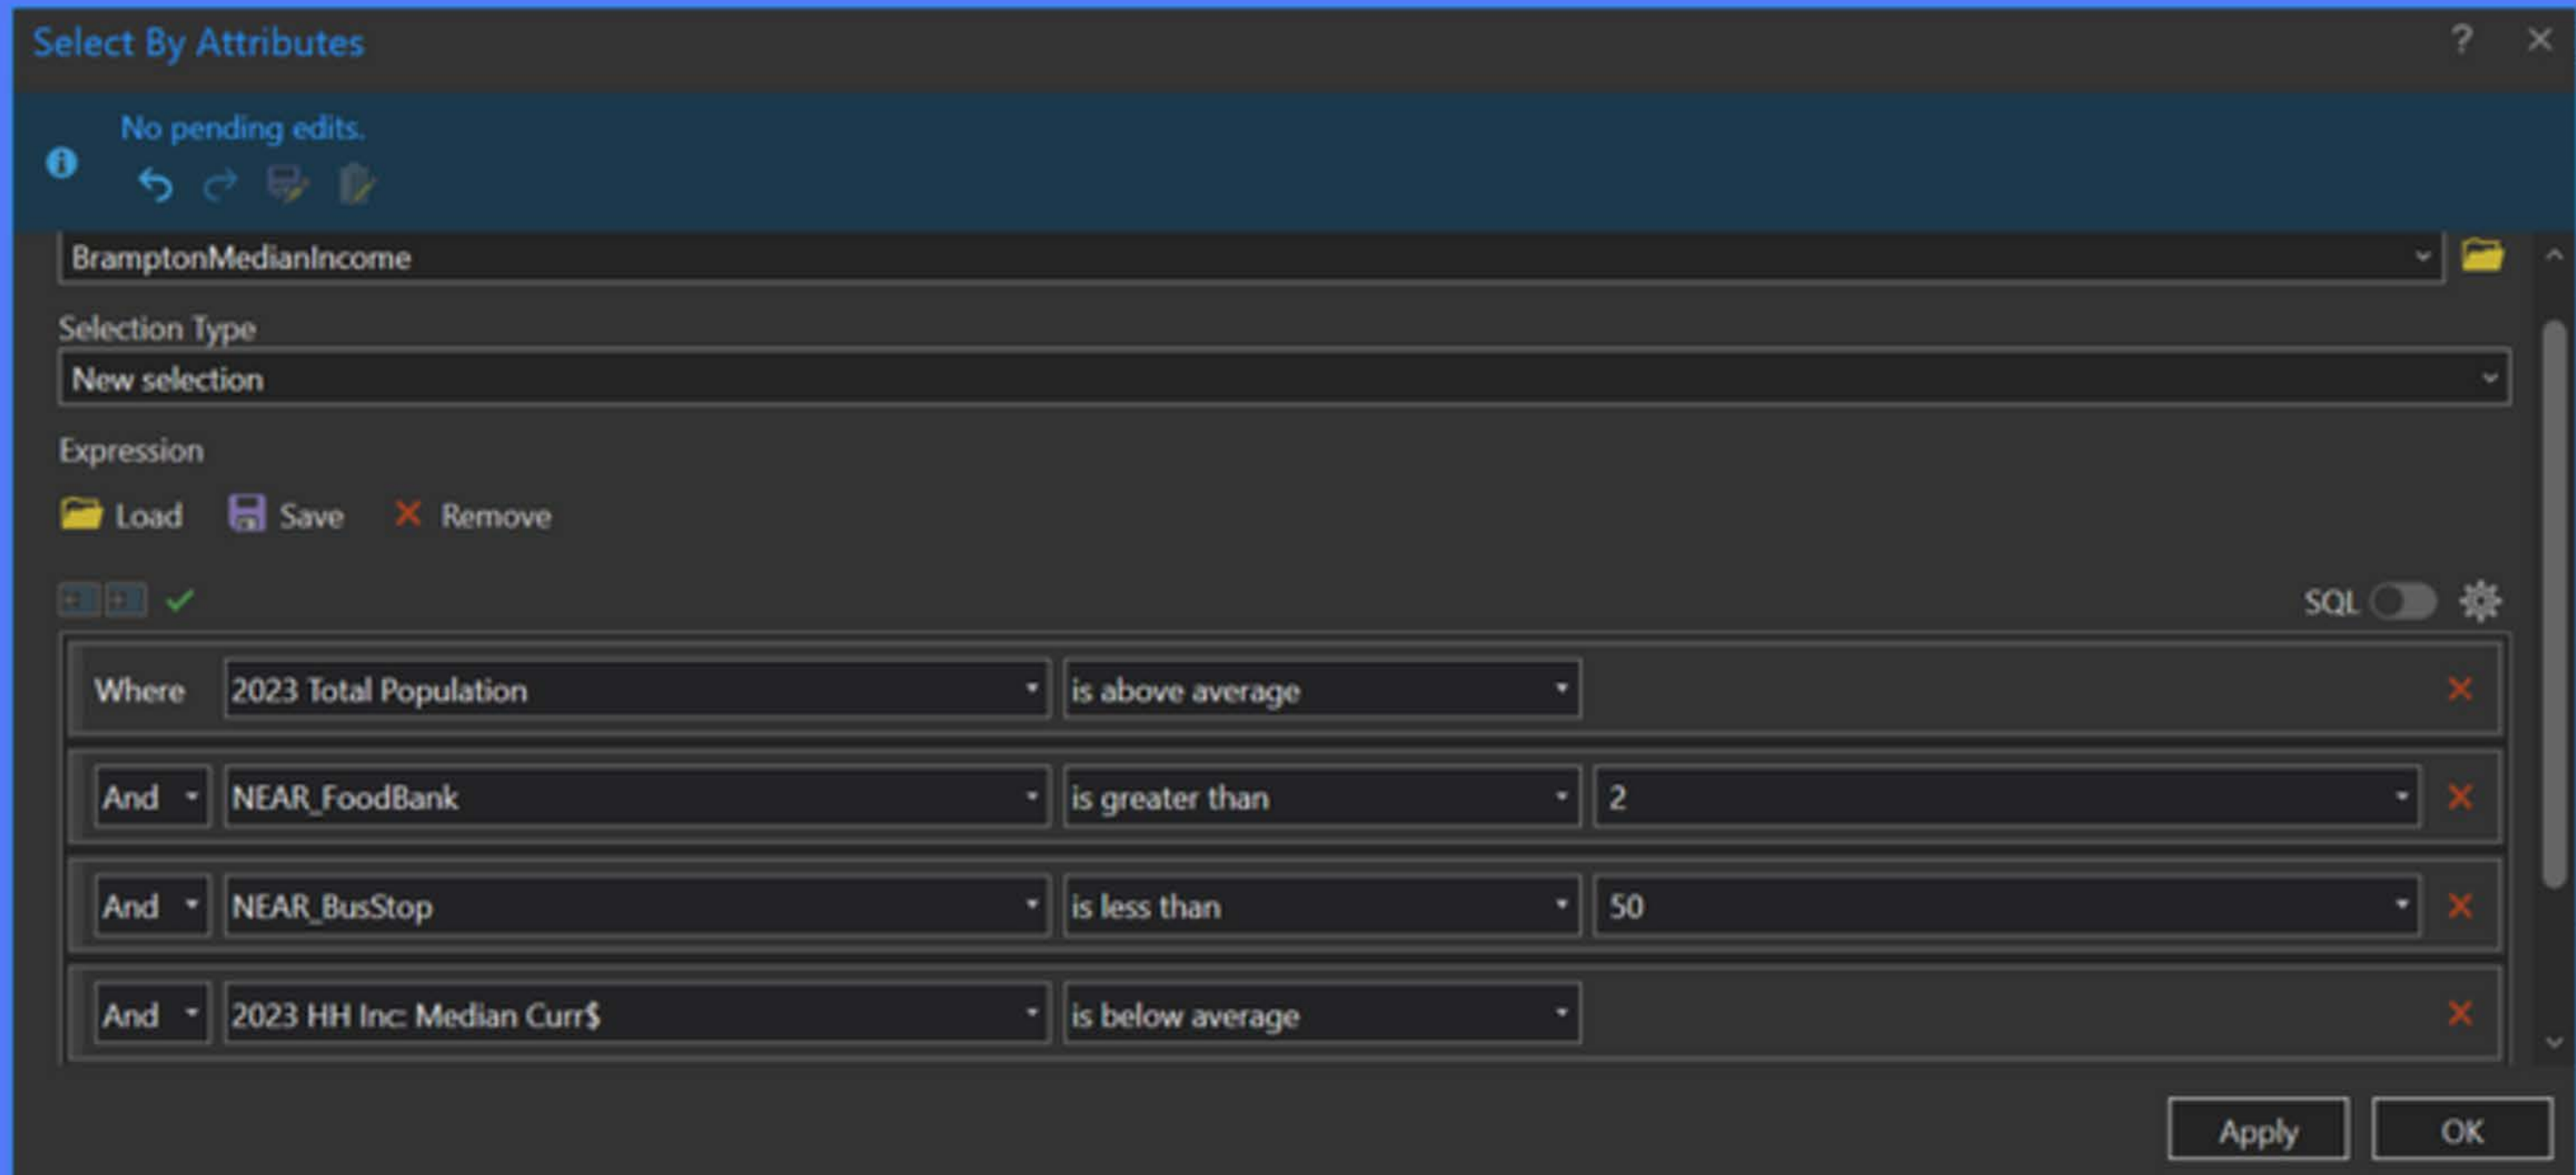 Select By Attributes ?
No pending edits.
BramptonMedianIncome
Selection Type
New selection
Expression
Load Save Remove
SQL
Where 2023 Total Population is above average
And NEAR_FoodBank is greater than 2
And NEAR_BusStop is less than 50
And 2023 HH Inc: Median Curr$ is below average
Apply OK